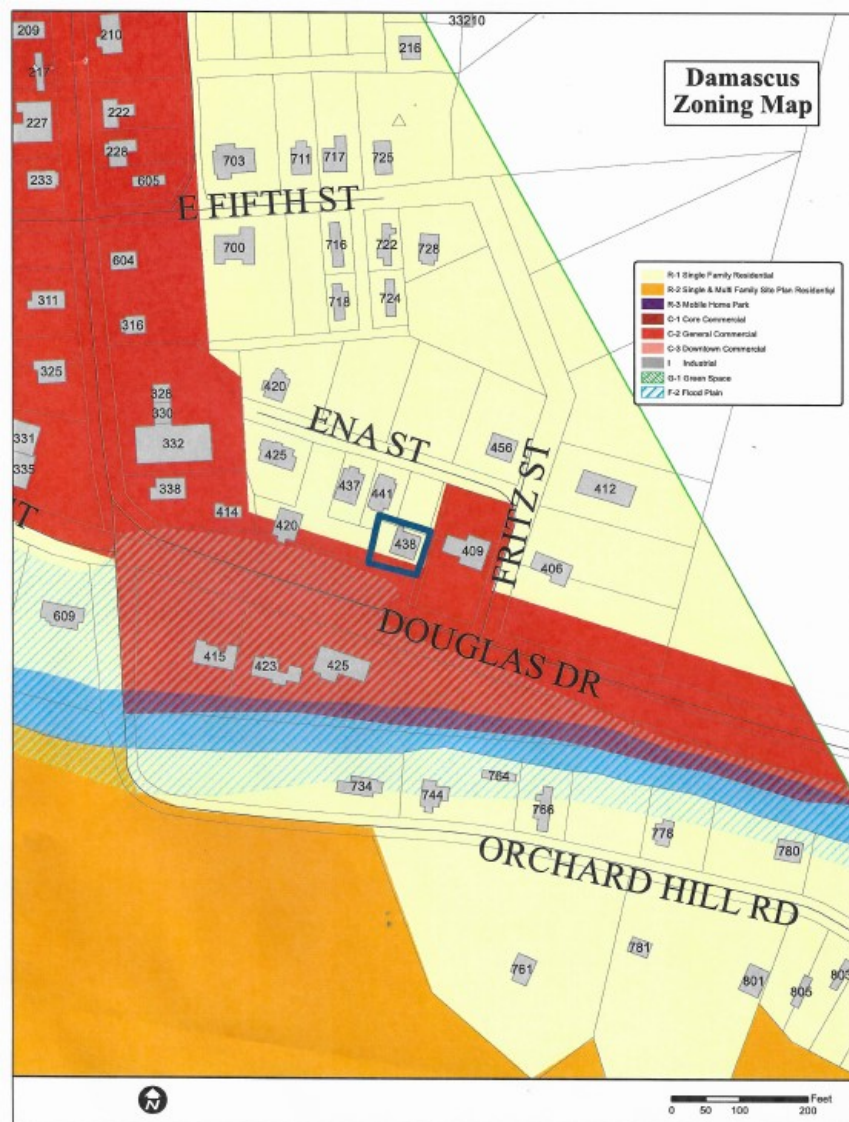 33210
209
210
216
Damascus
Zoning Map
217
227
222
228
233
605
703
711
717
725
E FIFTH ST
700
716
722
728
604
718
724
311
316
325
R-1 Single Family Residential
R-2 Single & Multi Family Site Plan Residential
R-3 Mobile Home Park
C-1 Core Commercial
C-2 General Commercial
C-3 Downtown Commercial
I Industrial
G-1 Green Space
F-2 Flood Plain
420
328
330
332
331
335
338
ENA ST
425
437
441
456
412
FRITZ ST
414
420
438
409
406
609
DOUGLAS DR
415
423
425
734
744
764
766
778
780
ORCHARD HILL RD
761
781
801
805
803
N
Feet
0 50 100 200